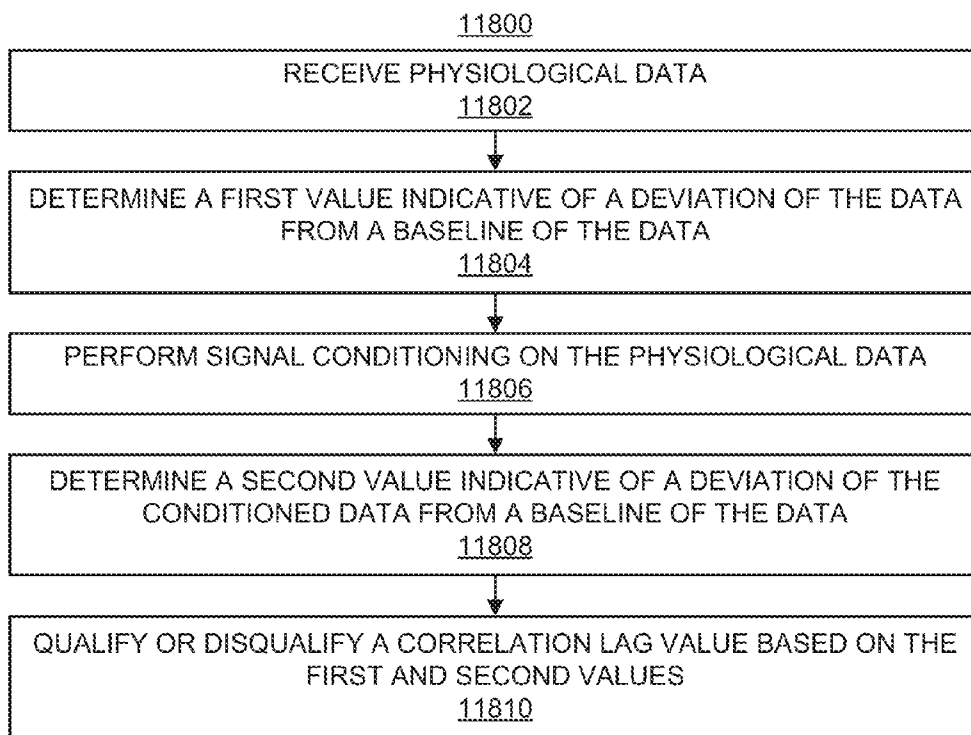 11800
RECEIVE PHYSIOLOGICAL DATA
11802
DETERMINE A FIRST VALUE INDICATIVE OF A DEVIATION OF THE DATA
FROM A BASELINE OF THE DATA
11804
PERFORM SIGNAL CONDITIONING ON THE PHYSIOLOGICAL DATA
11806
DETERMINE A SECOND VALUE INDICATIVE OF A DEVIATION OF THE
CONDITIONED DATA FROM A BASELINE OF THE DATA
11808
QUALIFY OR DISQUALIFY A CORRELATION LAG VALUE BASED ON THE
FIRST AND SECOND VALUES
11810